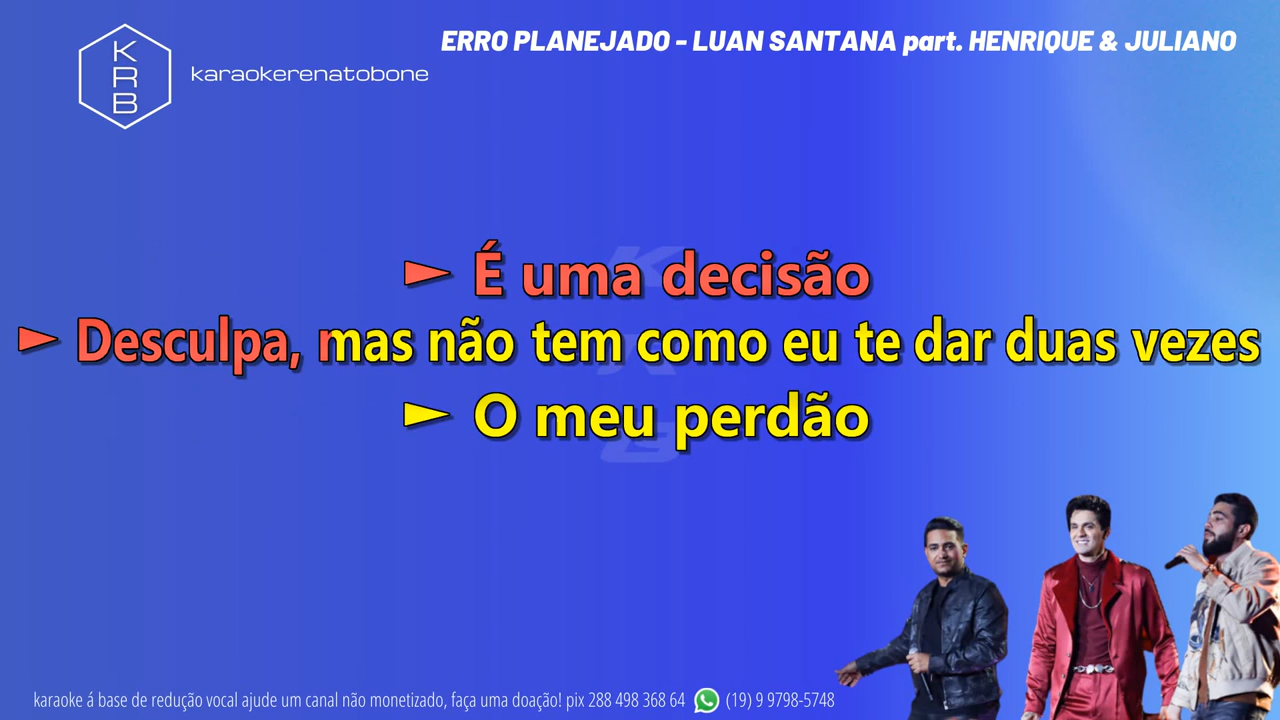 ERRO PLANEJADO - LUAN SANTANA part. HENRIQUE & JULIANO
K
R
B
karaokerenatobone
► É uma decisão
► Desculpa, mas não tem como eu te dar duas vezes
► O meu perdão
K
R
B
karaoke á base de redução vocal ajude um canal não monetizado, faça uma doação! pix 288 498 368 64 (19) 9 9798-5748